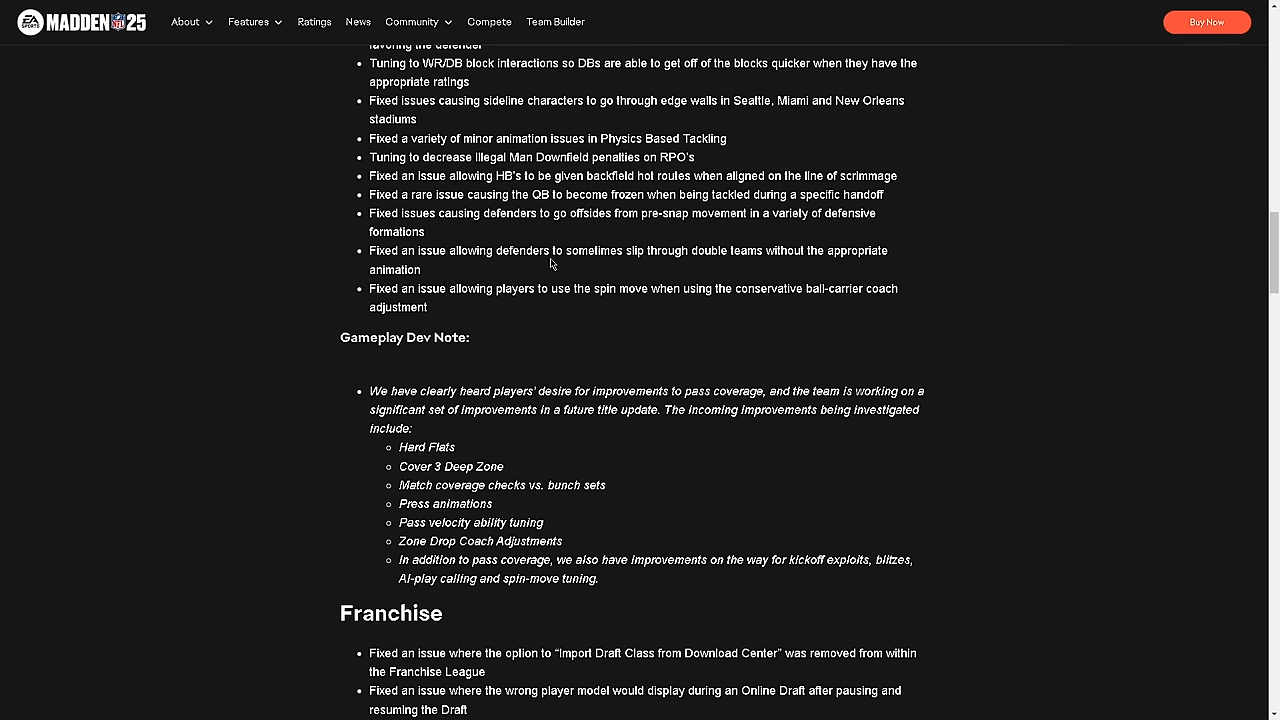 EA SPORTS MADDEN NFL 25 About Features Ratings News Community Compete Team Builder Buy Now
favoring the defender
Tuning to WR/DB block interactions so DBs are able to get off of the blocks quicker when they have the
appropriate ratings
Fixed issues causing sideline characters to go through edge walls in Seattle, Miami and New Orleans
stadiums
Fixed a variety of minor animation issues in Physics Based Tackling
Tuning to decrease Illegal Man Downfield penalties on RPO's
Fixed an issue allowing HB's to be given backfield hot routes when aligned on the line of scrimmage
Fixed a rare issue causing the QB to become frozen when being tackled during a specific handoff
Fixed issues causing defenders to go offsides from pre-snap movement in a variety of defensive
formations
Fixed an issue allowing defenders to sometimes slip through double teams without the appropriate
animation
Fixed an issue allowing players to use the spin move when using the conservative ball-carrier coach
adjustment
Gameplay Dev Note:
We have clearly heard players' desire for improvements to pass coverage, and the team is working on a
significant set of improvements in a future title update. The incoming improvements being investigated
include:
Hard Flats
Cover 3 Deep Zone
Match coverage checks vs. bunch sets
Press animations
Pass velocity ability tuning
Zone Drop Coach Adjustments
In addition to pass coverage, we also have improvements on the way for kickoff exploits, blitzes,
AI-play calling and spin-move tuning.
Franchise
Fixed an issue where the option to “Import Draft Class from Download Center” was removed from within
the Franchise League
Fixed an issue where the wrong player model would display during an Online Draft after pausing and
resuming the Draft